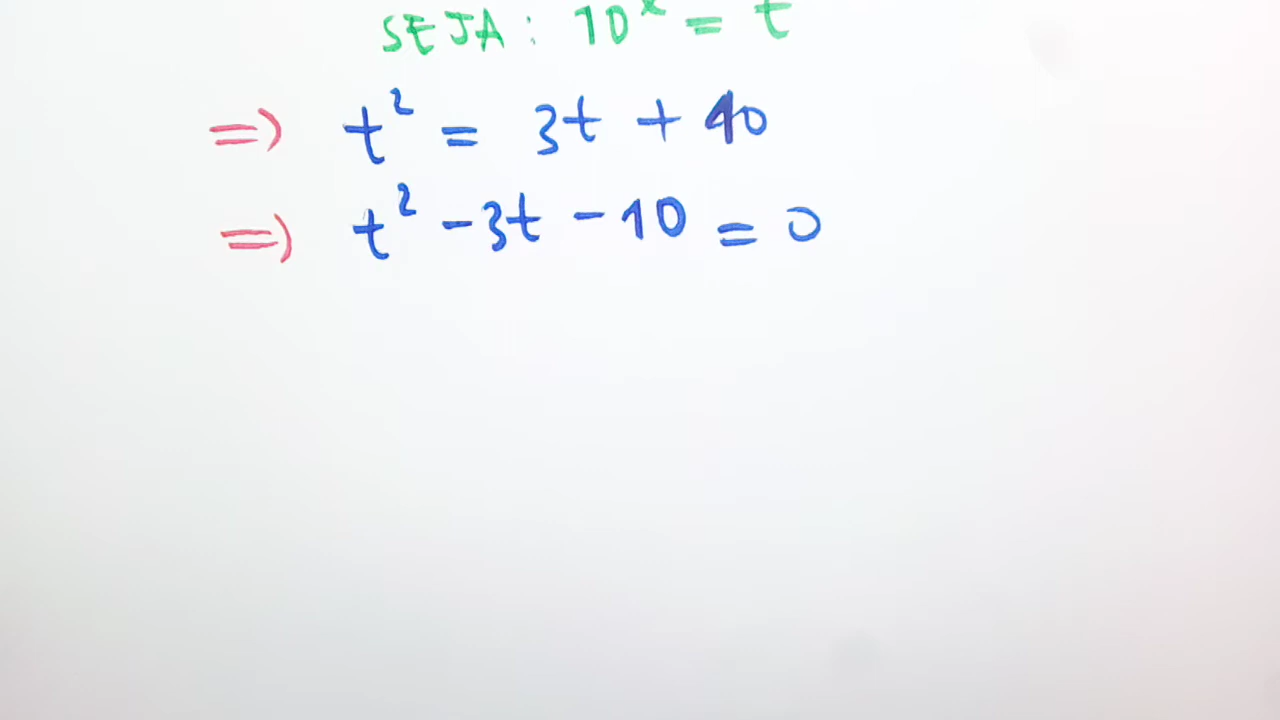 SEJA: 10^x = t
=> t² = 3t + 10
=> t² - 3t - 10 = 0